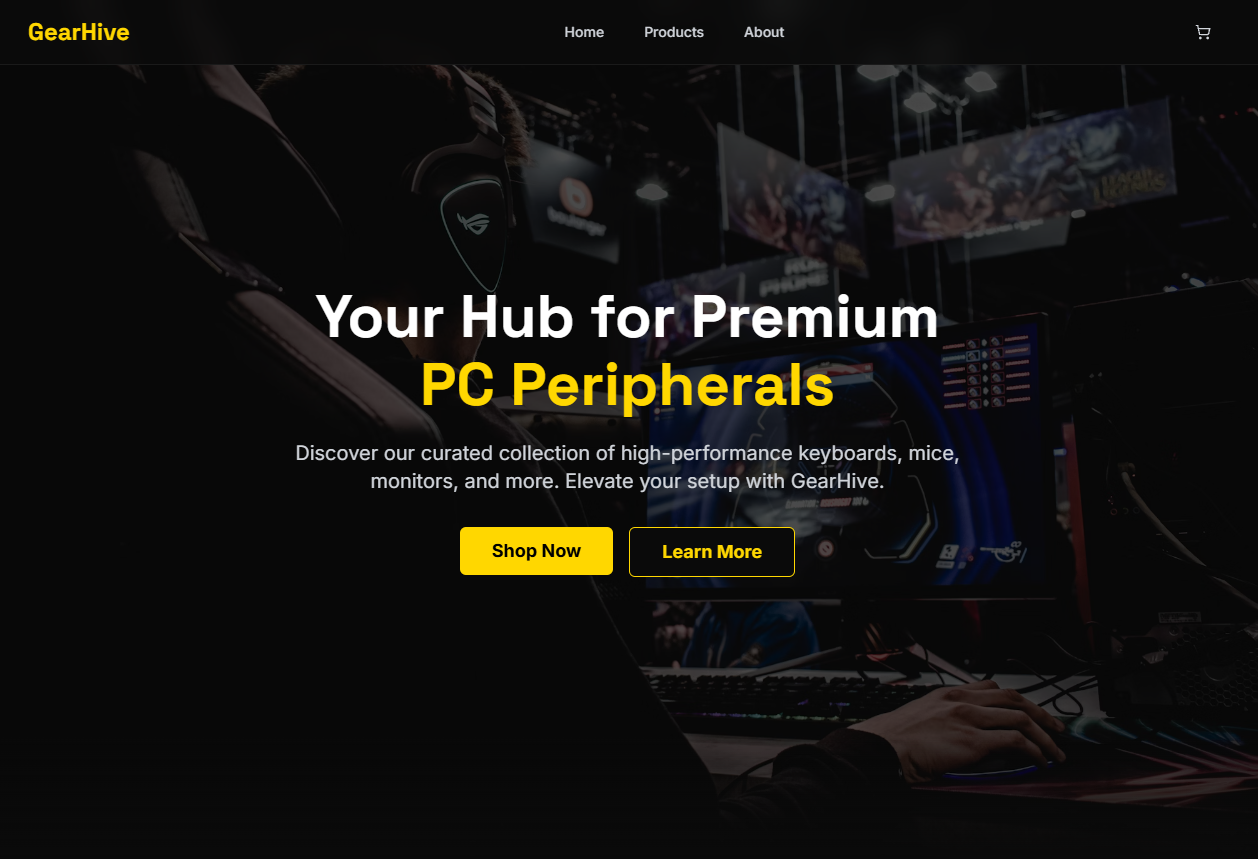 GearHive
Home
Products
About
Your Hub for Premium
PC Peripherals
Discover our curated collection of high-performance keyboards, mice,
monitors, and more. Elevate your setup with GearHive.
Shop Now
Learn More